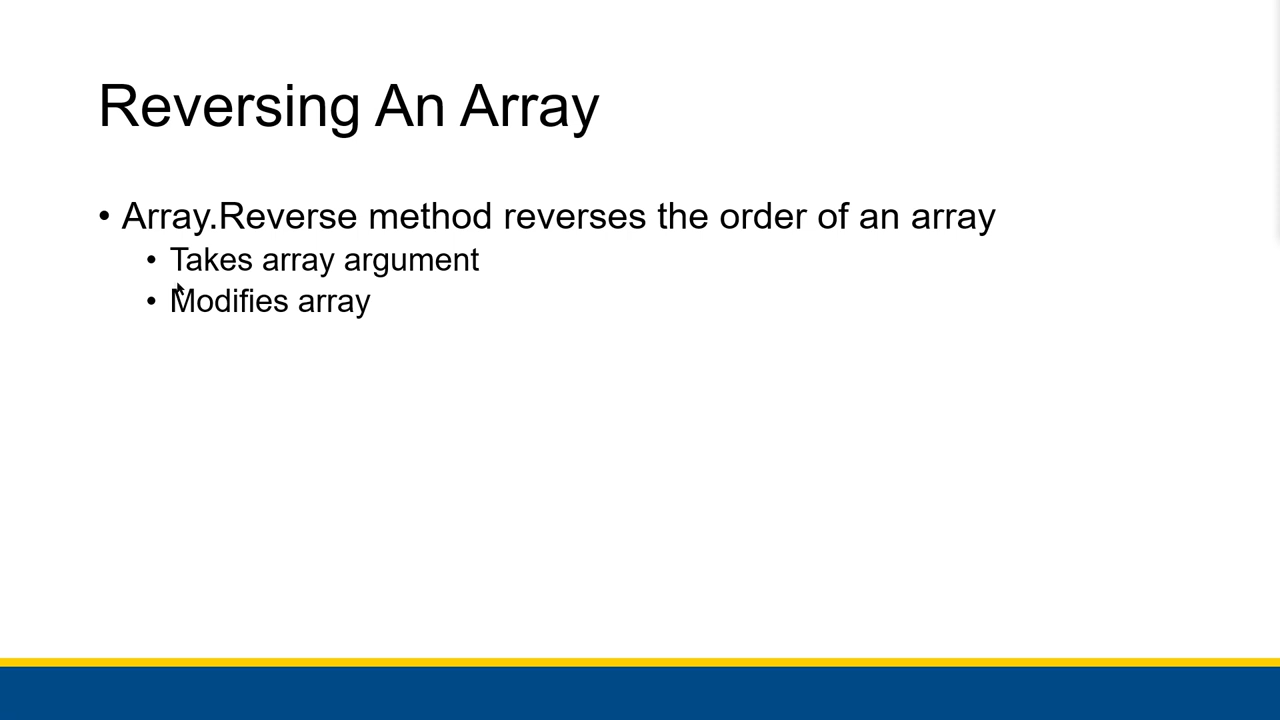 Reversing An Array
• Array.Reverse method reverses the order of an array
• Takes array argument
• Modifies array